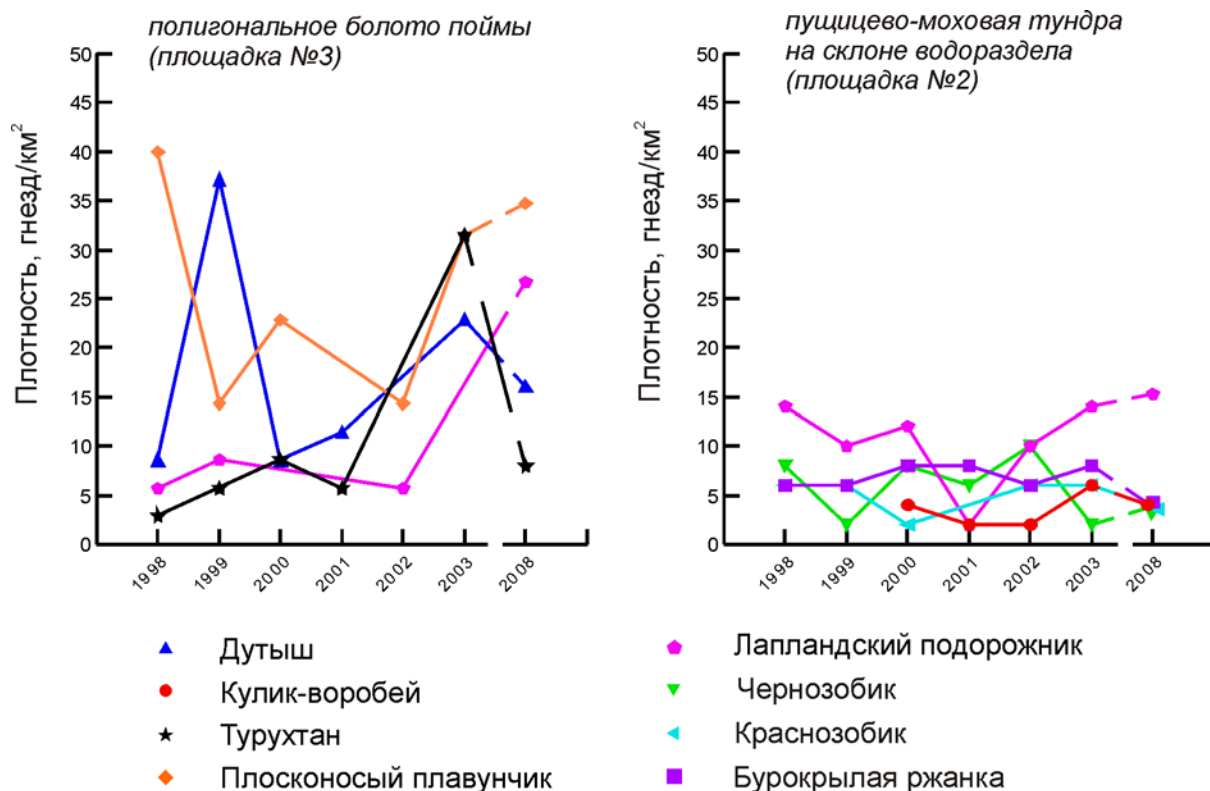 полигональное болото поймы
(площадка №3)
Плотность, гнезд/км²
50
45
40
35
30
25
20
15
10
5
0
1998
1999
2000
2001
2002
2003
2008
пущицево-моховая тундра
на склоне водораздела
(площадка №2)
Плотность, гнезд/км²
50
45
40
35
30
25
20
15
10
5
0
1998
1999
2000
2001
2002
2003
2008
Дутыш
Кулик-воробей
Турухтан
Плосконосый плавунчик
Лапландский подорожник
Чернозобик
Краснозобик
Бурокрылая ржанка